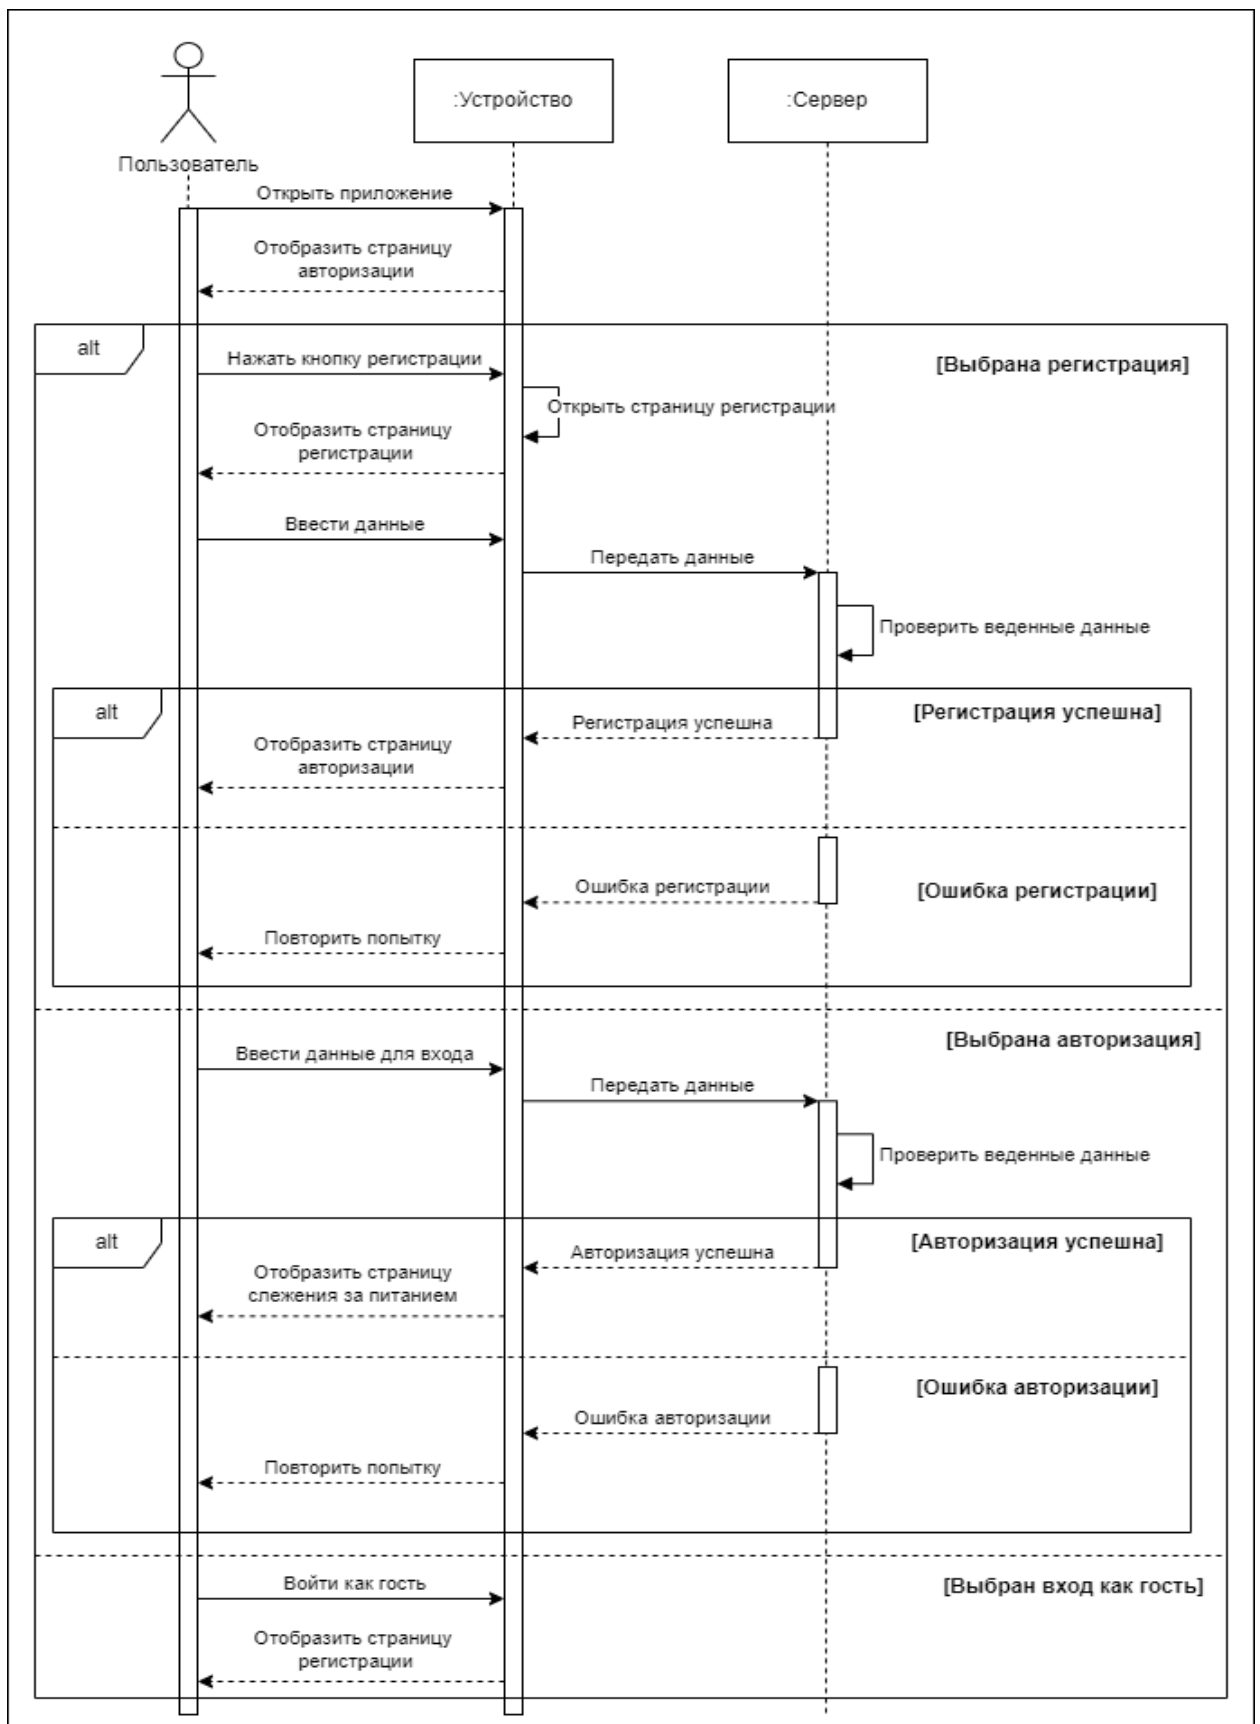 :Устройство
:Сервер
Пользователь
Открыть приложение
Отобразить страницу
авторизации
alt
Нажать кнопку регистрации
[Выбрана регистрация]
Открыть страницу регистрации
Отобразить страницу
регистрации
Ввести данные
Передать данные
Проверить веденные данные
alt
[Регистрация успешна]
Регистрация успешна
Отобразить страницу
авторизации
Ошибка регистрации
[Ошибка регистрации]
Повторить попытку
[Выбрана авторизация]
Ввести данные для входа
Передать данные
Проверить веденные данные
alt
[Авторизация успешна]
Авторизация успешна
Отобразить страницу
слежения за питанием
[Ошибка авторизации]
Ошибка авторизации
Повторить попытку
Войти как гость
[Выбран вход как гость]
Отобразить страницу
регистрации